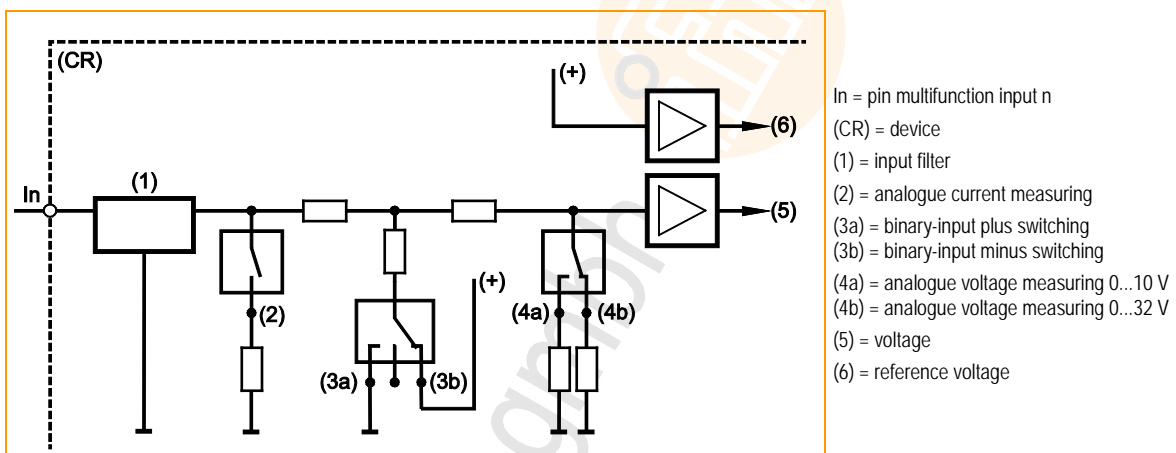 (CR)
(+)
(6)
In
(1)
(5)
(2)
(+)
(4a)
(4b)
(3a)
(3b)
gmbh
In = pin multifunction input n
(CR) = device
(1) = input filter
(2) = analogue current measuring
(3a) = binary-input plus switching
(3b) = binary-input minus switching
(4a) = analogue voltage measuring 0...10 V
(4b) = analogue voltage measuring 0...32 V
(5) = voltage
(6) = reference voltage